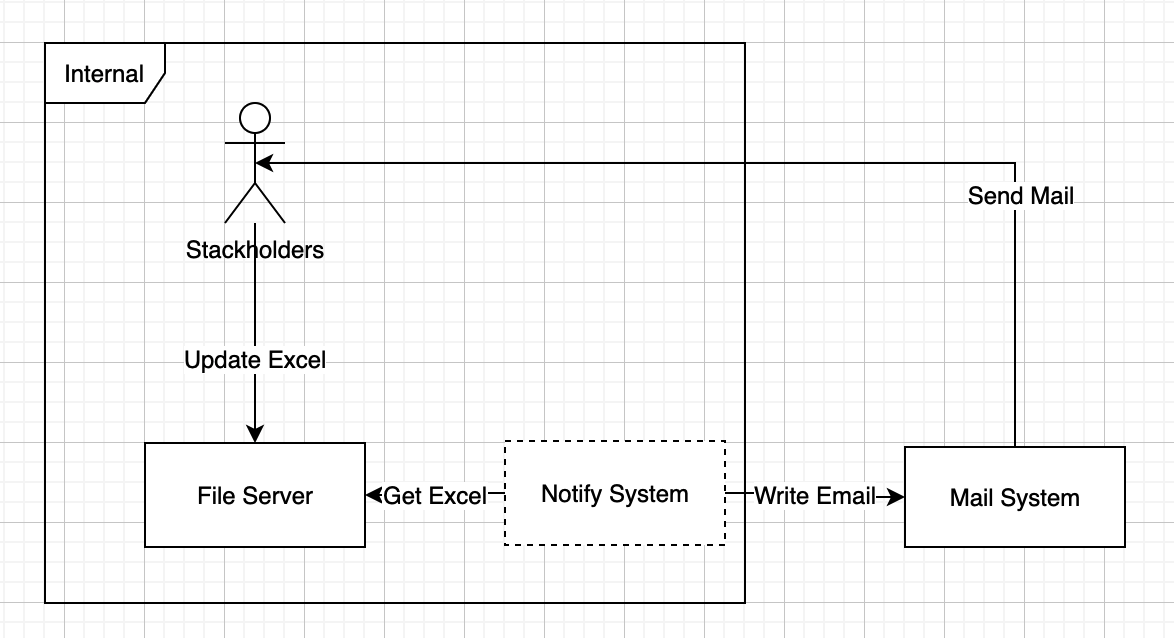 Internal
Send Mail
Stackholders
Update Excel
File Server
Get Excel
Notify System
Write Email
Mail System